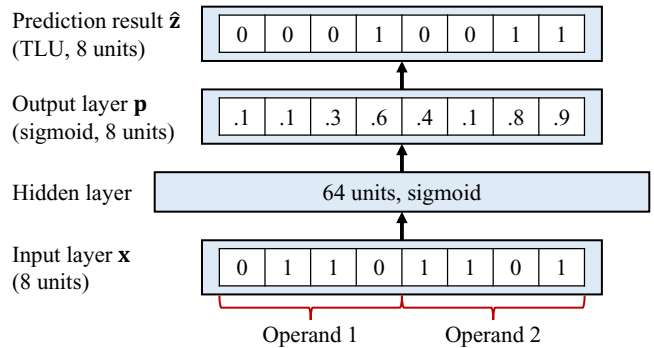 Prediction result ẑ
(TLU, 8 units)
0 0 0 1 0 0 1 1
Output layer p
(sigmoid, 8 units)
.1 .1 .3 .6 .4 .1 .8 .9
Hidden layer
64 units, sigmoid
Input layer x
(8 units)
0 1 1 0 1 1 0 1
Operand 1 Operand 2